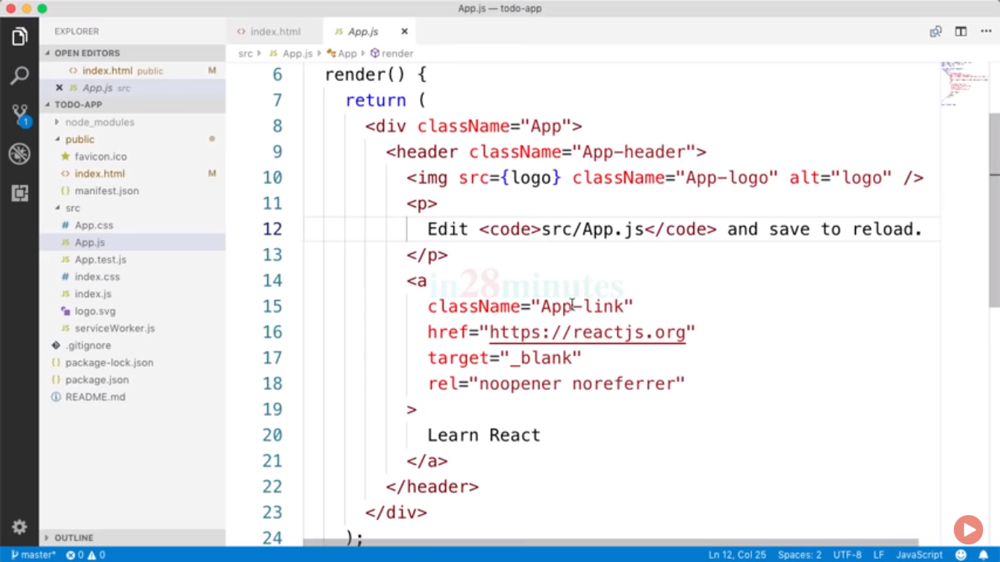 App.js — todo-app
EXPLORER
OPEN EDITORS
index.html public M
App.js src
TODO-APP
node_modules
public
favicon.ico
index.html M
manifest.json
src
App.css
App.js
App.test.js
index.css
index.js
logo.svg
serviceWorker.js
.gitignore
package-lock.json
package.json
README.md
OUTLINE
1
index.html
App.js
src App.js App render
6 render() {
7 return (
8 <div className="App">
9 <header className="App-header">
10 <img src={logo} className="App-logo" alt="logo" />
11 <p>
12 Edit <code>src/App.js</code> and save to reload.
13 </p>
14 <a
in28minutes
15 className="App-link"
16 href="https://reactjs.org"
17 target="_blank"
18 rel="noopener noreferrer"
19 >
20 Learn React
21 </a>
22 </header>
23 </div>
24 );
master* 0 0 Ln 12, Col 25 Spaces: 2 UTF-8 LF JavaScript